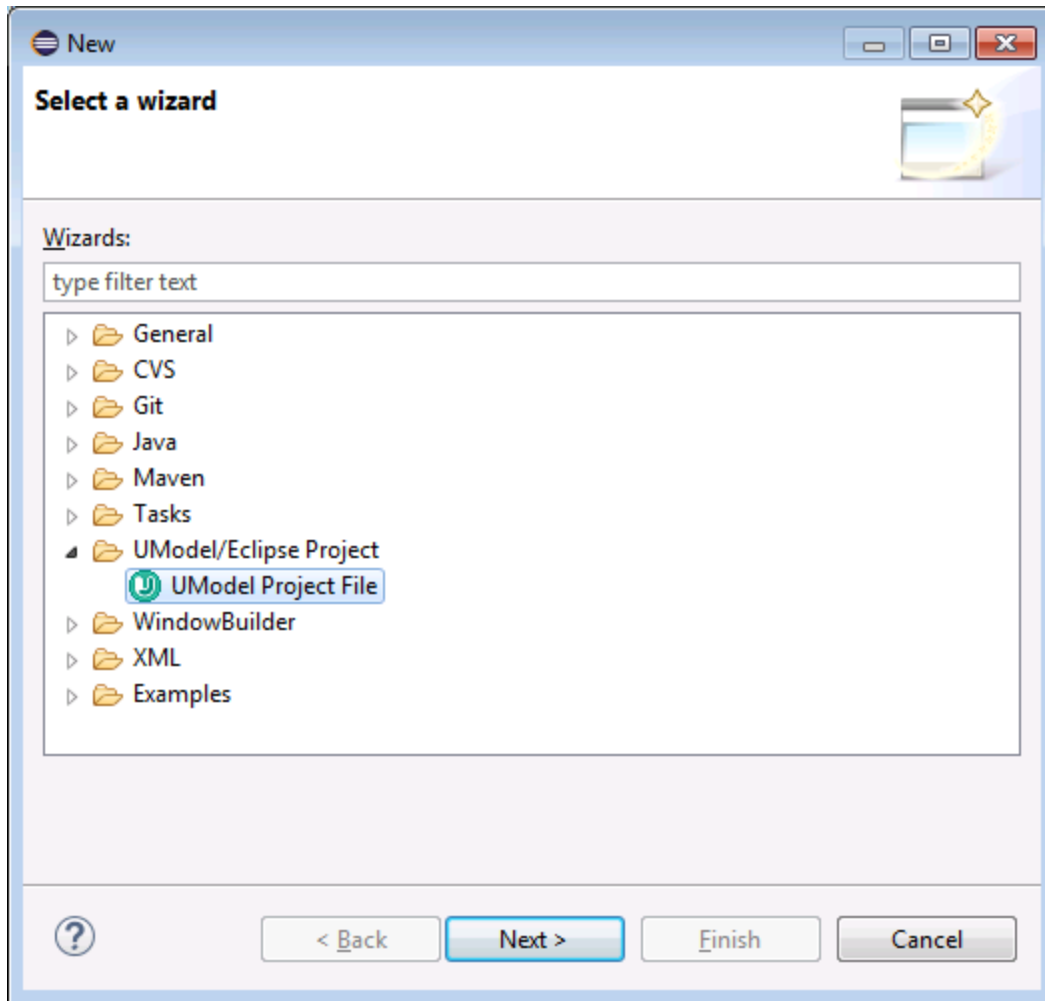 New
Select a wizard
Wizards:
type filter text
General
CVS
Git
Java
Maven
Tasks
UModel/Eclipse Project
UModel Project File
WindowBuilder
XML
Examples
?
< Back
Next >
Finish
Cancel